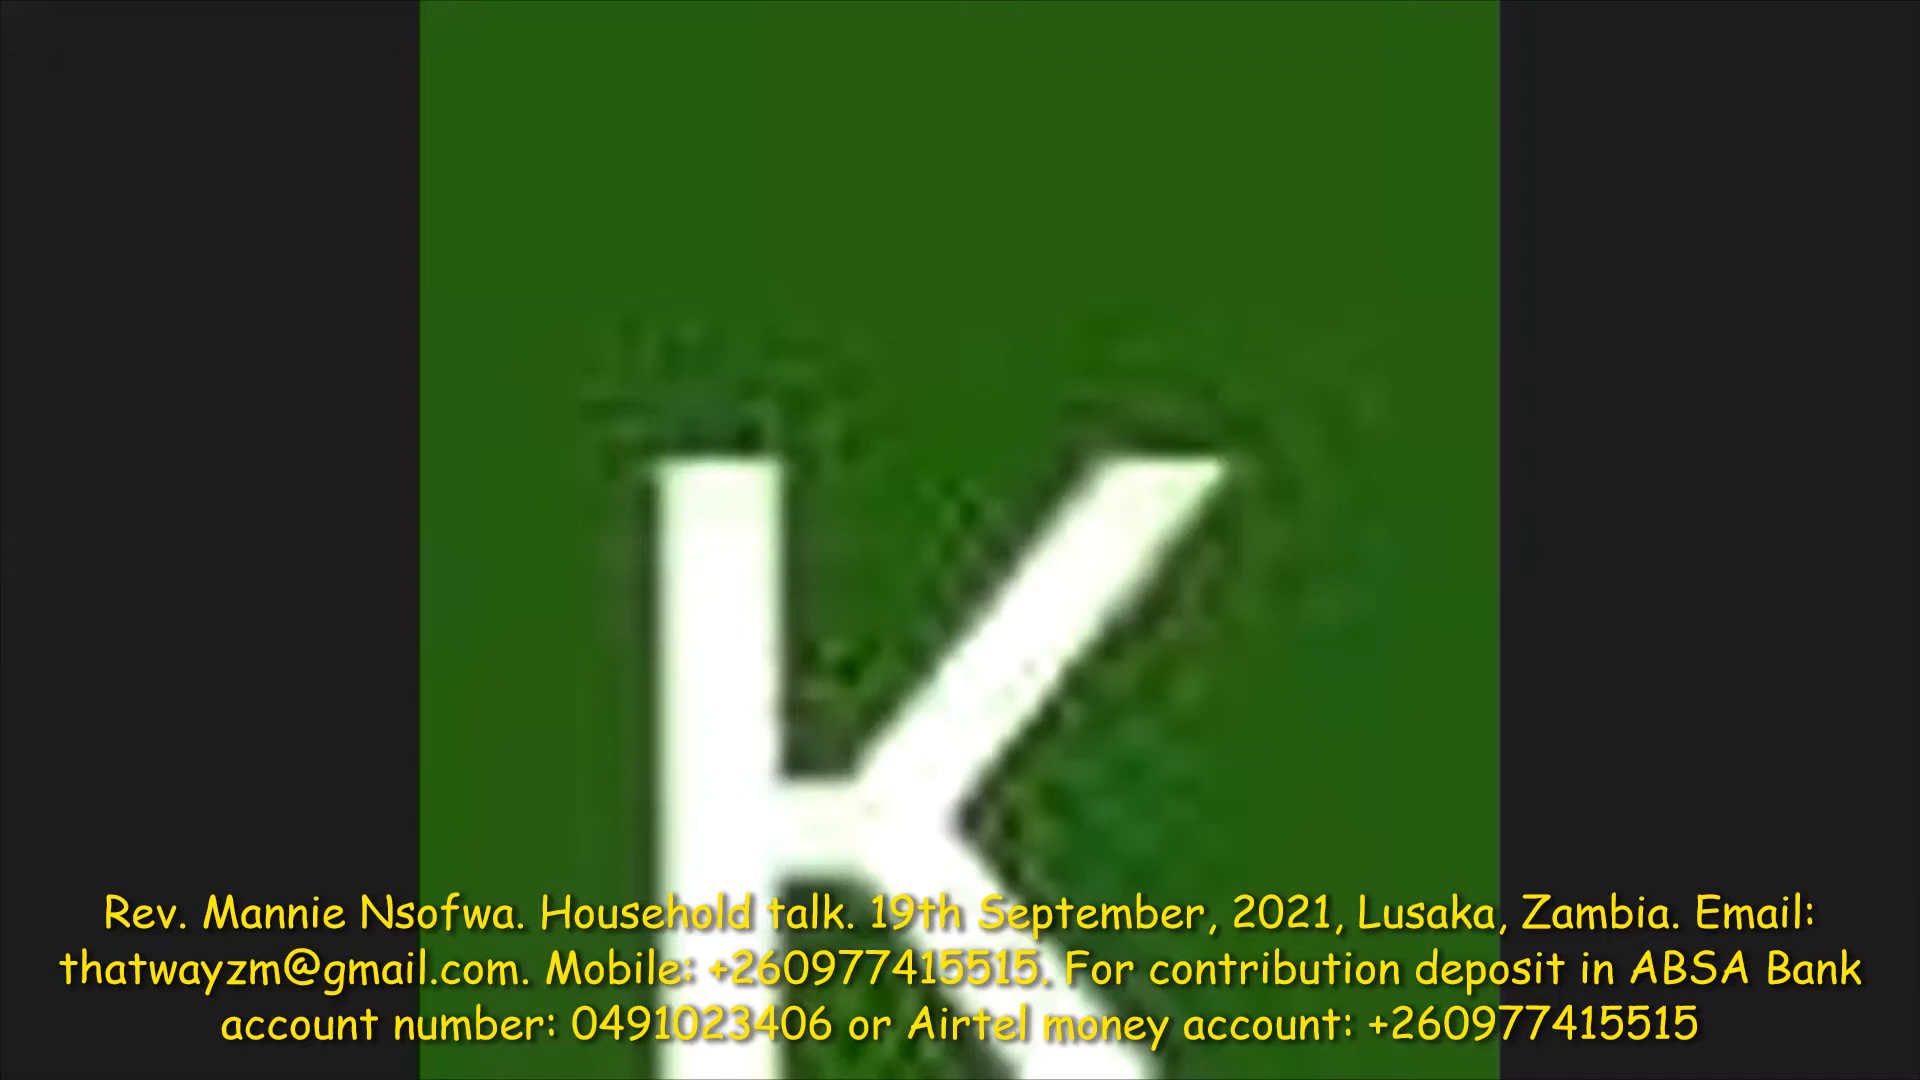 K
Rev. Mannie Nsofwa. Household talk. 19th September, 2021, Lusaka, Zambia. Email:
thatwayzm@gmail.com. Mobile: +260977415515. For contribution deposit in ABSA Bank
account number: 0491023406 or Airtel money account: +260977415515